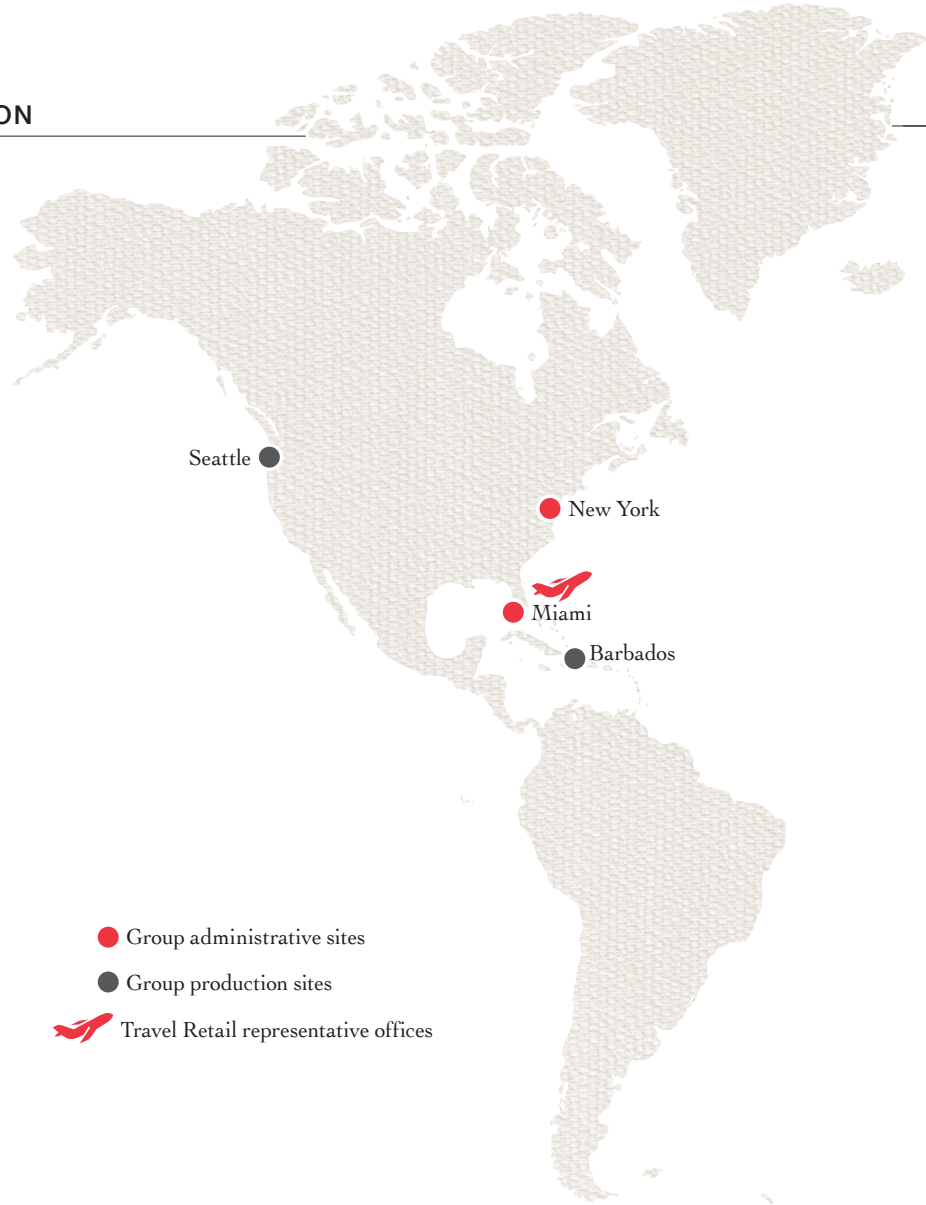 ON
Seattle
New York
Miami
Barbados
Group administrative sites
Group production sites
Travel Retail representative offices